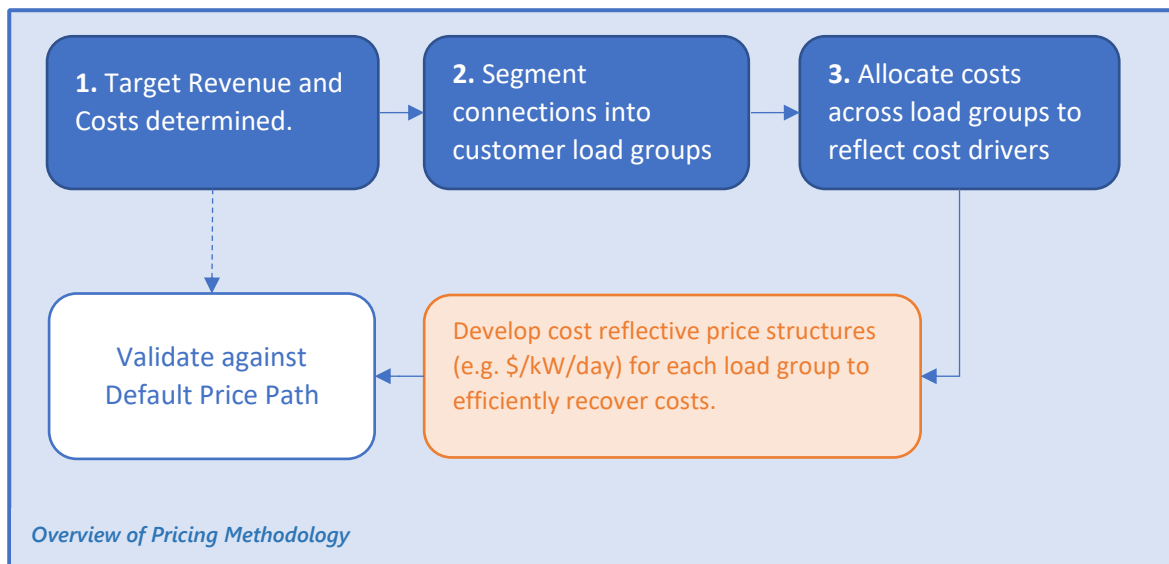 1. Target Revenue and
Costs determined.
2. Segment
connections into
customer load groups
3. Allocate costs
across load groups to
reflect cost drivers
Validate against
Default Price Path
Develop cost reflective price structures
(e.g. $/kW/day) for each load group to
efficiently recover costs.
Overview of Pricing Methodology